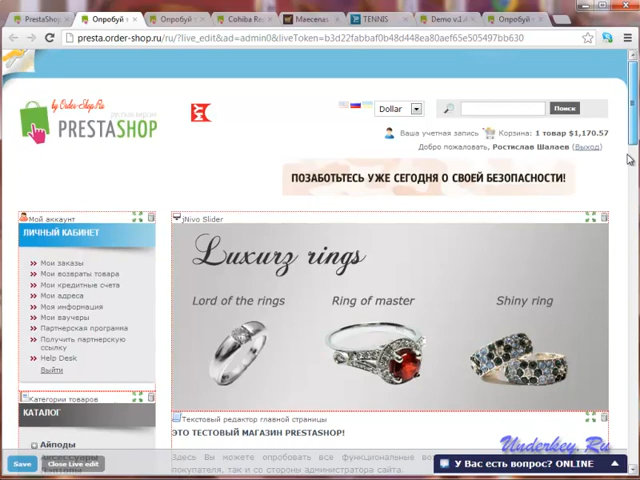 PrestaShop
Опробуй т
Опробуй т
Cohiba Rea
Maecenas
TENNIS
Demo v.1.4
Опробуй т
presta.order-shop.ru/ru/?live_edit&ad=admin0&liveToken=b3d22fabbaf0b48d448ea80aef65e505497bb630
by Order-Shop.Ru
PRESTASHOP
Dollar
Поиск
Ваша учетная запись
Корзина: 1 товар $1,170.57
Добро пожаловать, Ростислав Шалаев (Выход)
ПОЗАБОТЬТЕСЬ УЖЕ СЕГОДНЯ О СВОЕЙ БЕЗОПАСНОСТИ!
Мой аккаунт
ЛИЧНЫЙ КАБИНЕТ
Мои заказы
Мои возвраты товара
Мои кредитные счета
Мои адреса
Моя информация
Мои ваучеры
Партнерская программа
Получить партнерскую
ссылку
Help Desk
Выйти
Категории товаров
КАТАЛОГ
Айподы
Аксессуары
jNivo Slider
Luxury rings
Lord of the rings
Ring of master
Shiny ring
Текстовый редактор главной страницы
ЭТО ТЕСТОВЫЙ МАГАЗИН PRESTASHOP!
Здесь Вы можете опробовать все функциональные
покупателя, так и со стороны администратора сайта.
Underkey.Ru
Save
Close Live edit
У Вас есть вопрос? ONLINE